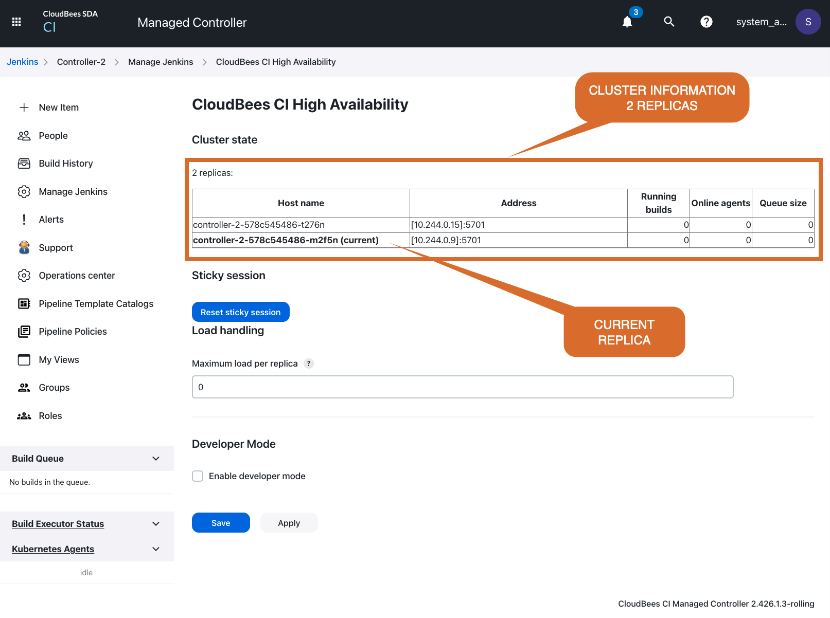 CloudBees SDA
CI
Managed Controller
3
system_a...
S
Jenkins > Controller-2 > Manage Jenkins > CloudBees CI High Availability
New Item
People
Build History
Manage Jenkins
Alerts
Support
Operations center
Pipeline Template Catalogs
Pipeline Policies
My Views
Groups
Roles
Build Queue
No builds in the queue.
Build Executor Status
Kubernetes Agents
idle
CloudBees CI High Availability
CLUSTER INFORMATION
2 REPLICAS
Cluster state
2 replicas:
Host name Address Running builds Online agents Queue size
controller-2-578c545486-t276n [10.244.0.15]:5701 0 0 0
controller-2-578c545486-m2f5n (current) [10.244.0.9]:5701 0 0 0
Sticky session
Reset sticky session
CURRENT
REPLICA
Load handling
Maximum load per replica ?
0
Developer Mode
Enable developer mode
Save Apply
CloudBees CI Managed Controller 2.426.1.3-rolling